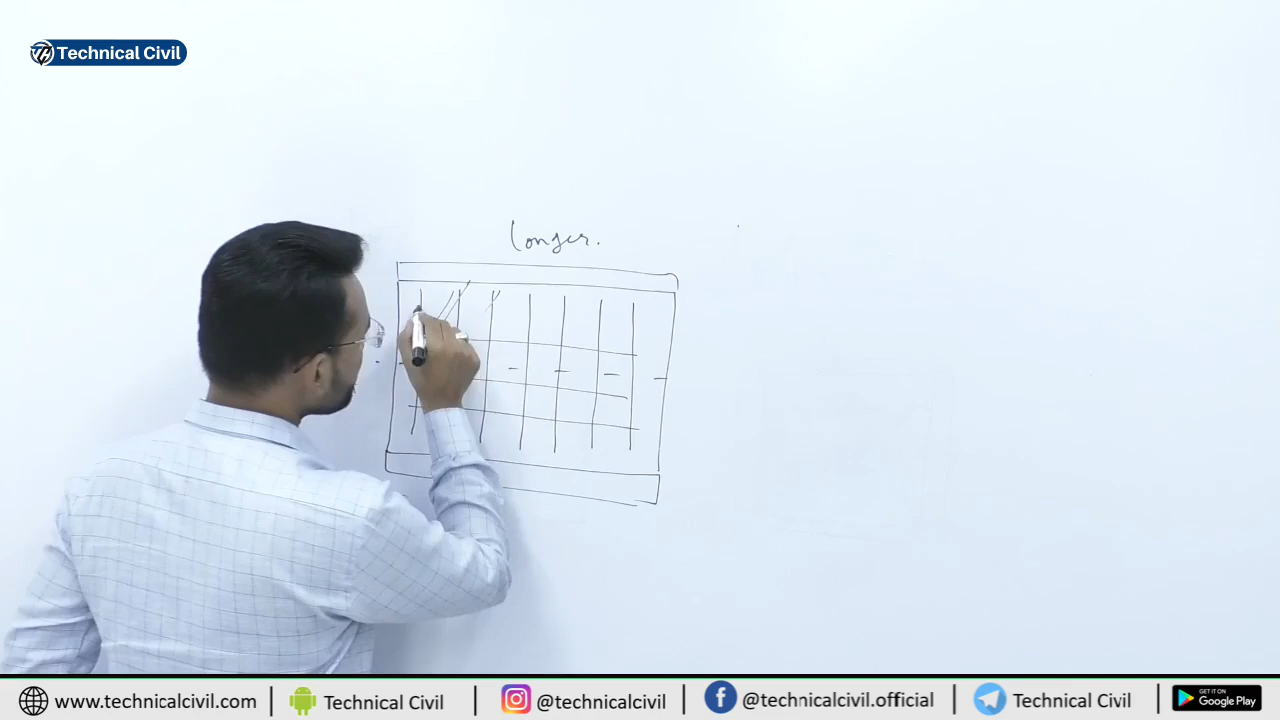 Technical Civil
Longer.
www.technicalcivil.com | Technical Civil | @technicalcivil | @technicalcivil.official | Technical Civil | GET IT ON Google Play